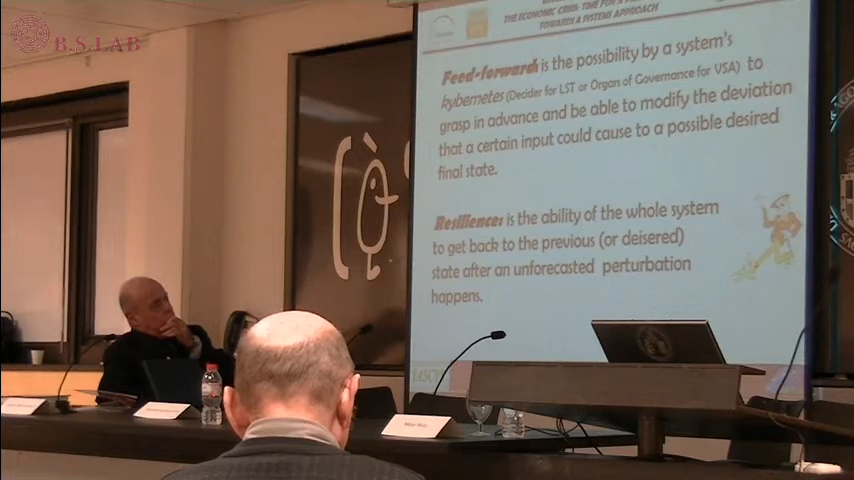 B.S.LAB
THE ECONOMIC CRISIS: TIME FOR A
TOWARDS A SYSTEMS APPROACH
Feed-forward: is the possibility by a system's
kybernetes (Decider for LST or Organ of Governance for VSA) to
grasp in advance and be able to modify the deviation
that a certain input could cause to a possible desired
final state.
Resilience: is the ability of the whole system
to get back to the previous (or deisered)
state after an unforecasted perturbation
happens.